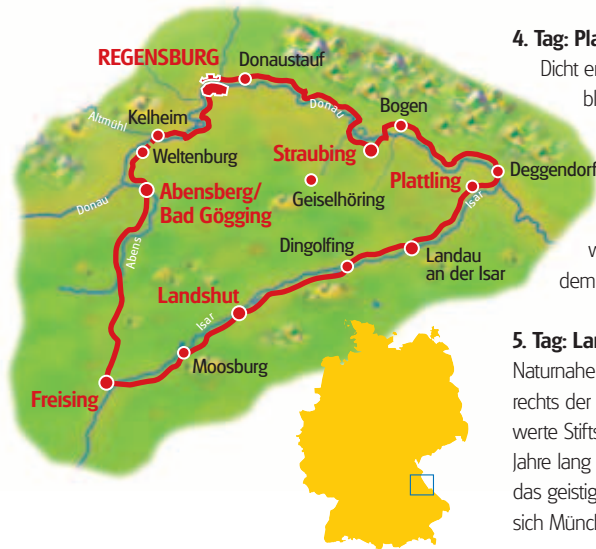 REGENSBURG
Donaustauf
Donau
Bogen
Kelheim
Altmühl
Weltenburg
Straubing
Plattling
Deggendorf
Isar
Abensberg/
Bad Gögging
Geiselhöring
Donau
Abens
Dingolfing
Landau
an der Isar
Landshut
Isar
Moosburg
Freising
4. Tag: Pla
Dicht er
bl
w
dem
5. Tag: Lan
Naturnahe
rechts der
werte Stifts
Jahre lang
das geistig
sich Münch